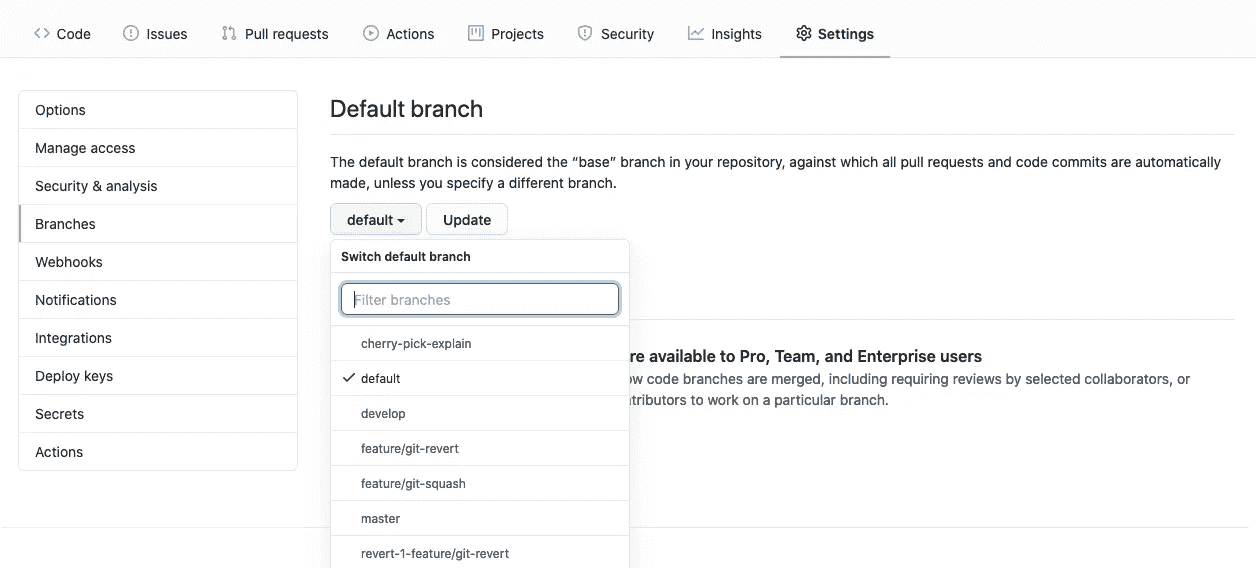 Code Issues Pull requests Actions Projects Security Insights Settings
Options
Manage access
Security & analysis
Branches
Webhooks
Notifications
Integrations
Deploy keys
Secrets
Actions
Default branch
The default branch is considered the “base” branch in your repository, against which all pull requests and code commits are automatically
made, unless you specify a different branch.
default Update
Switch default branch
Filter branches
cherry-pick-explain
default
develop
feature/git-revert
feature/git-squash
master
revert-1-feature/git-revert
available to Pro, Team, and Enterprise users
code branches are merged, including requiring reviews by selected collaborators, or
to work on a particular branch.